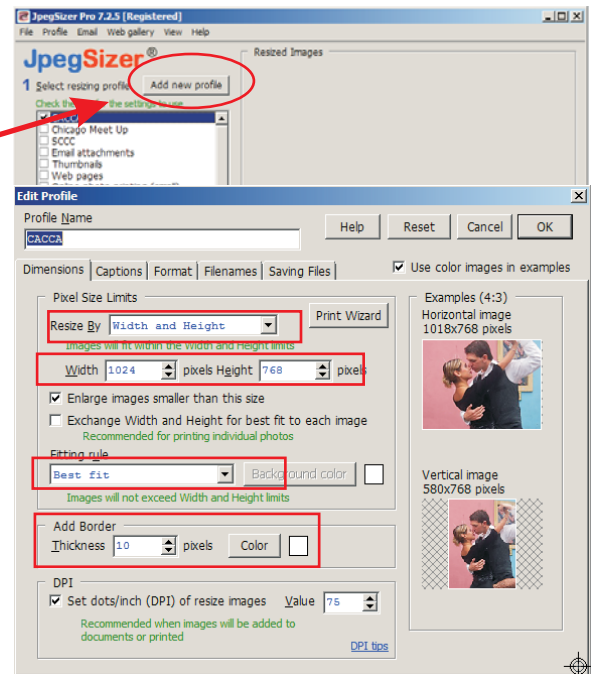 JpegSizer Pro 7.2.5 [Registered]
File Profile Email Web gallery View Help
JpegSizer®
Resized Images
1 Select resizing profile Add new profile
Check the settings to use
CACCA
Chicago Meet Up
SCCC
Email attachments
Thumbnails
Web pages
Edit Profile
Profile Name
CACCA
Help Reset Cancel OK
Dimensions Captions Format Filenames Saving Files
Use color images in examples
Pixel Size Limits
Resize By Width and Height
Print Wizard
Images will fit within the Width and Height limits
Width 1024 pixels Height 768 pixels
Enlarge images smaller than this size
Exchange Width and Height for best fit to each image
Recommended for printing individual photos
Fitting rule
Best fit Background color
Images will not exceed Width and Height limits
Add Border
Thickness 10 pixels Color
DPI
Set dots/inch (DPI) of resize images Value 75
Recommended when images will be added to
documents or printed
DPI tips
Examples (4:3)
Horizontal image
1018x768 pixels
Vertical image
580x768 pixels